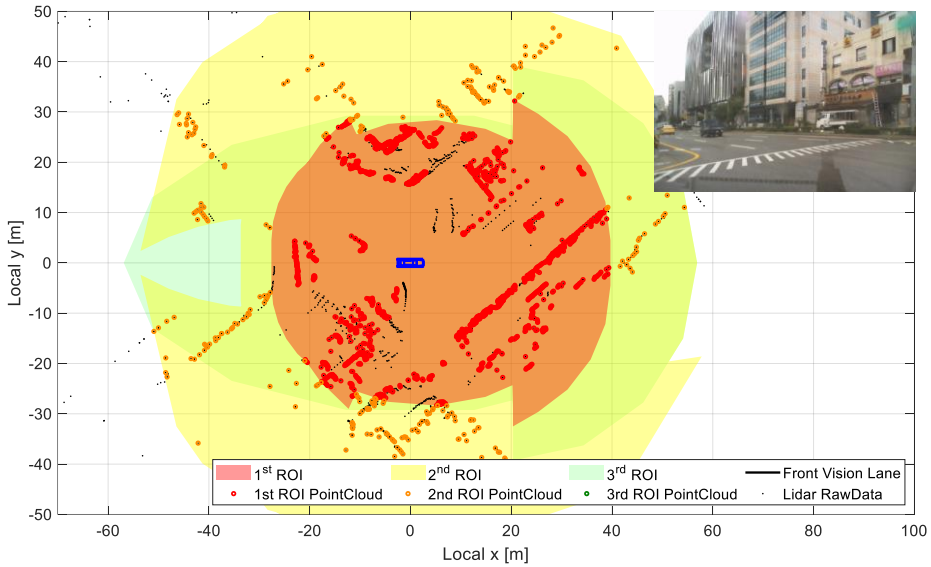 50
40
30
20
10
0
-10
-20
-30
-40
-50
Local y [m]
1st ROI
2nd ROI
3rd ROI
Front Vision Lane
1st ROI PointCloud
2nd ROI PointCloud
3rd ROI PointCloud
Lidar RawData
-60 -40 -20 0 20 40 60 80 100
Local x [m]